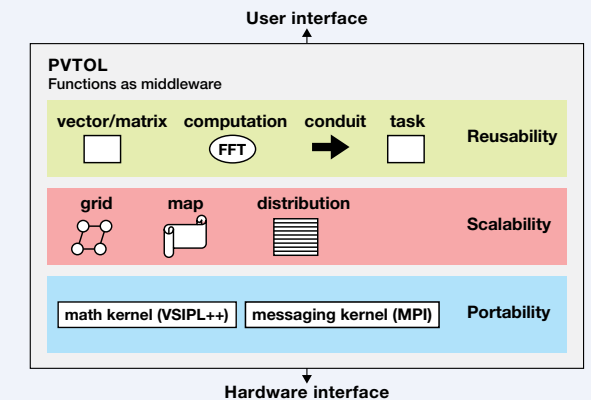 User interface
PVTOL
Functions as middleware
vector/matrix computation conduit task
FFT
Reusability
grid map distribution
Scalability
math kernel (VSIPL++) messaging kernel (MPI) Portability
Hardware interface